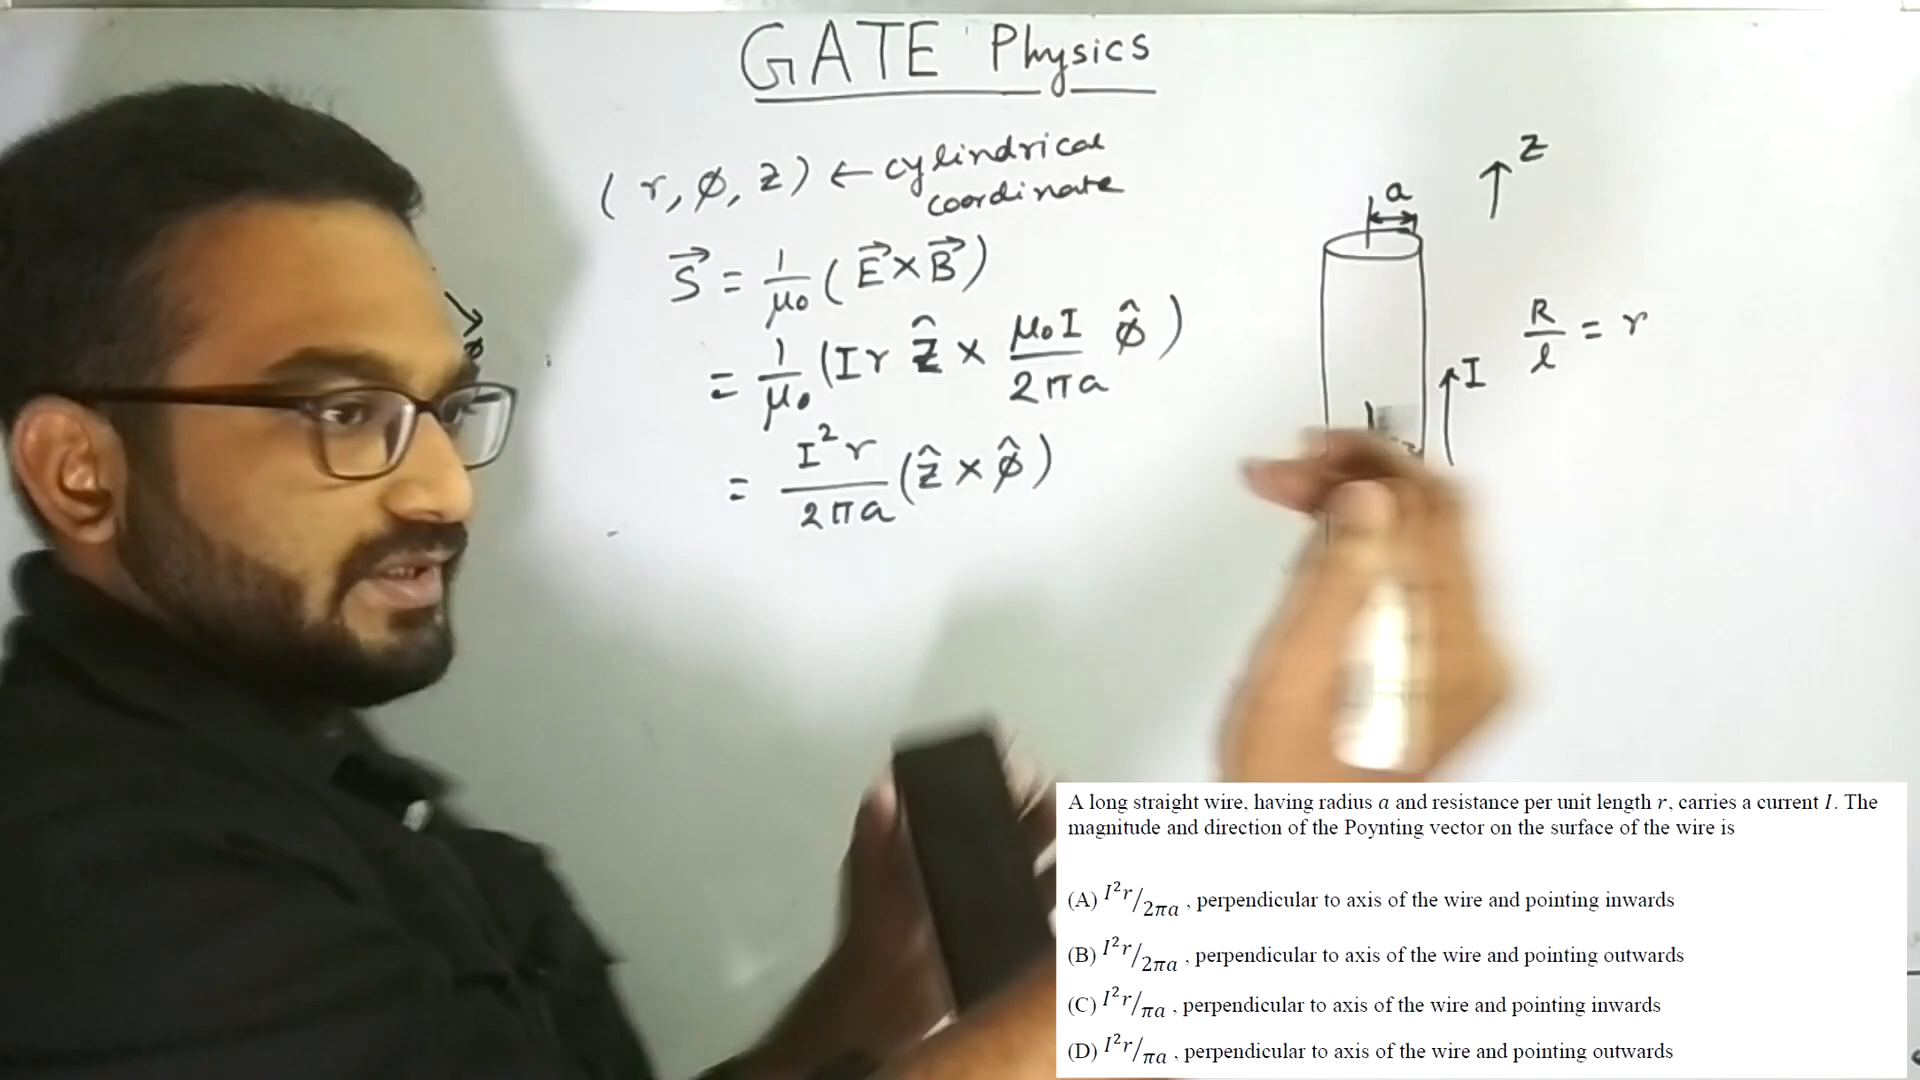 GATE Physics
(r, ø, z) ← cylindrical
coordinate
S⃗ = 1/μ₀ (E⃗ × B⃗)
= 1/μ₀ (I r ẑ × μ₀I/2πa ø̂)
= I²r/2πa (ẑ × ø̂)
z
a
R/l = r
I
A long straight wire, having radius a and resistance per unit length r, carries a current I. The
magnitude and direction of the Poynting vector on the surface of the wire is
(A) I²r/2πa , perpendicular to axis of the wire and pointing inwards
(B) I²r/2πa , perpendicular to axis of the wire and pointing outwards
(C) I²r/πa , perpendicular to axis of the wire and pointing inwards
(D) I²r/πa , perpendicular to axis of the wire and pointing outwards